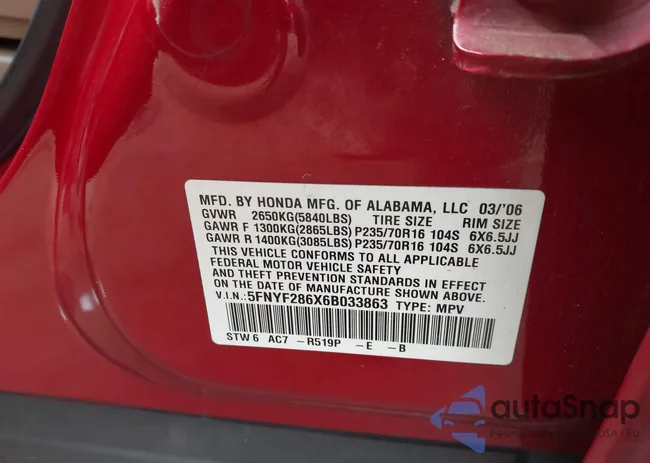 MFD. BY HONDA MFG. OF ALABAMA, LLC 03/'06
GVWR 2650KG(5840LBS) TIRE SIZE RIM SIZE
GAWR F 1300KG(2865LBS) P235/70R16 104S 6X6.5JJ
GAWR R 1400KG(3085LBS) P235/70R16 104S 6X6.5JJ
THIS VEHICLE CONFORMS TO ALL APPLICABLE
FEDERAL MOTOR VEHICLE SAFETY
AND THEFT PREVENTION STANDARDS IN EFFECT
ON THE DATE OF MANUFACTURE SHOWN ABOVE.
V.I.N.: 5FNYF286X6B033863 TYPE: MPV
STW 6 AC7 -R519P -E -B
autoSnap
USA / EU